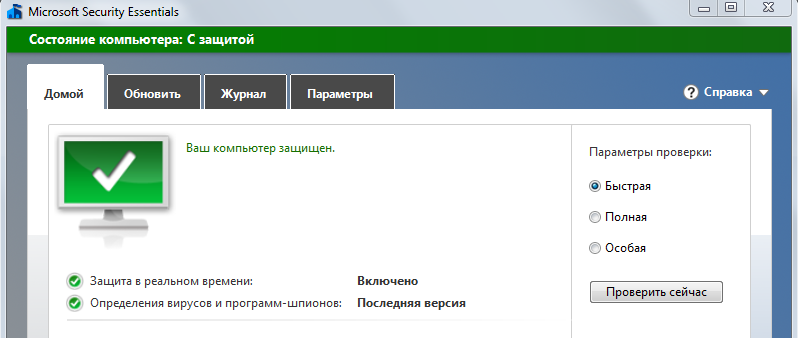 Microsoft Security Essentials
Состояние компьютера: С защитой
Домой
Обновить
Журнал
Параметры
Справка
Ваш компьютер защищен.
Защита в реальном времени: Включено
Определения вирусов и программ-шпионов: Последняя версия
Параметры проверки:
Быстрая
Полная
Особая
Проверить сейчас